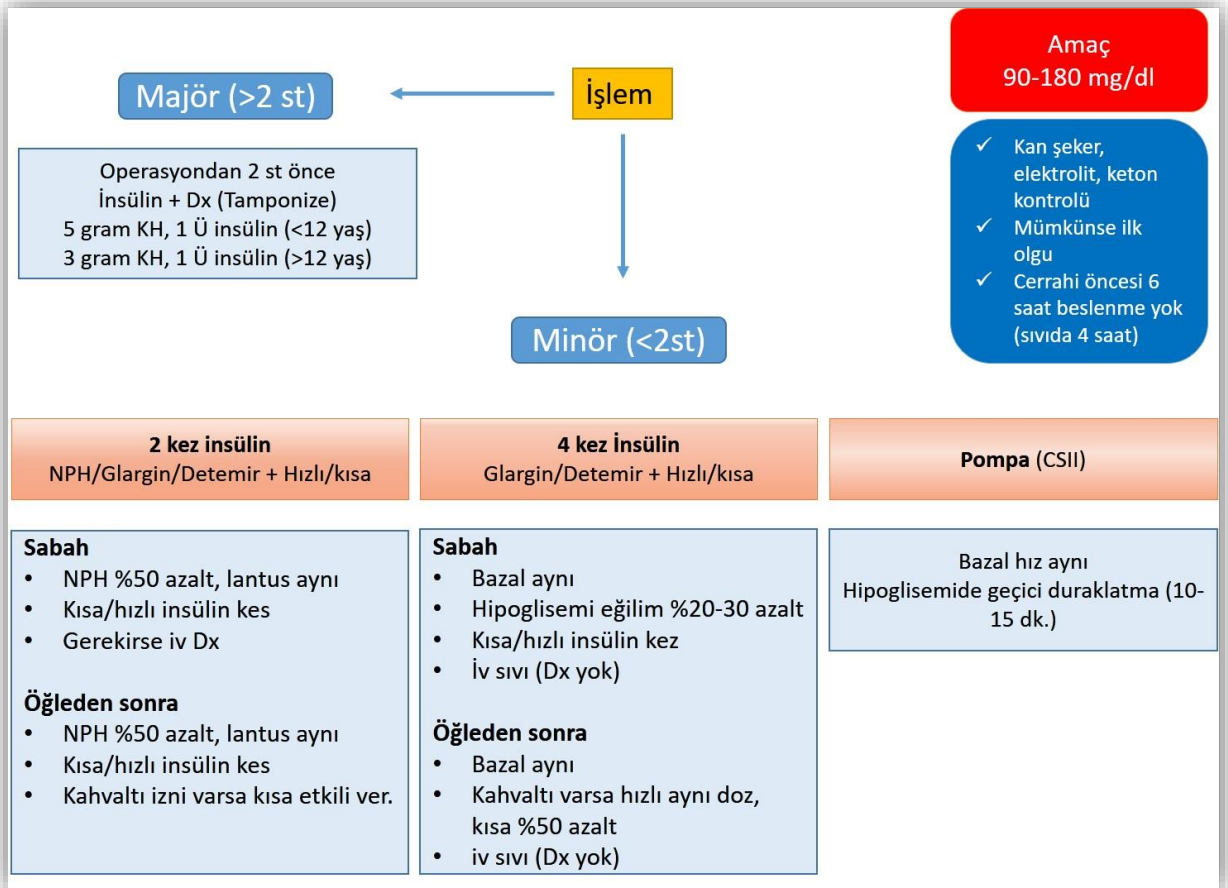 İşlem
Majör (>2 st)
Operasyondan 2 st önce
İnsülin + Dx (Tamponize)
5 gram KH, 1 Ü insülin (<12 yaş)
3 gram KH, 1 Ü insülin (>12 yaş)
Amaç
90-180 mg/dl
✓ Kan şeker,
elektrolit, keton
kontrolü
✓ Mümkünse ilk
olgu
✓ Cerrahi öncesi 6
saat beslenme yok
(sıvıda 4 saat)
Minör (<2st)
2 kez insülin
NPH/Glargin/Detemir + Hızlı/kısa
Sabah
• NPH %50 azalt, lantus aynı
• Kısa/hızlı insülin kes
• Gerekirse iv Dx
Öğleden sonra
• NPH %50 azalt, lantus aynı
• Kısa/hızlı insülin kes
• Kahvaltı izni varsa kısa etkili ver.
4 kez İnsülin
Glargin/Detemir + Hızlı/kısa
Sabah
• Bazal aynı
• Hipoglisemi eğilim %20-30 azalt
• Kısa/hızlı insülin kez
• İv sıvı (Dx yok)
Öğleden sonra
• Bazal aynı
• Kahvaltı varsa hızlı aynı doz,
kısa %50 azalt
• iv sıvı (Dx yok)
Pompa (CSII)
Bazal hız aynı
Hipoglisemide geçici duraklatma (10-
15 dk.)